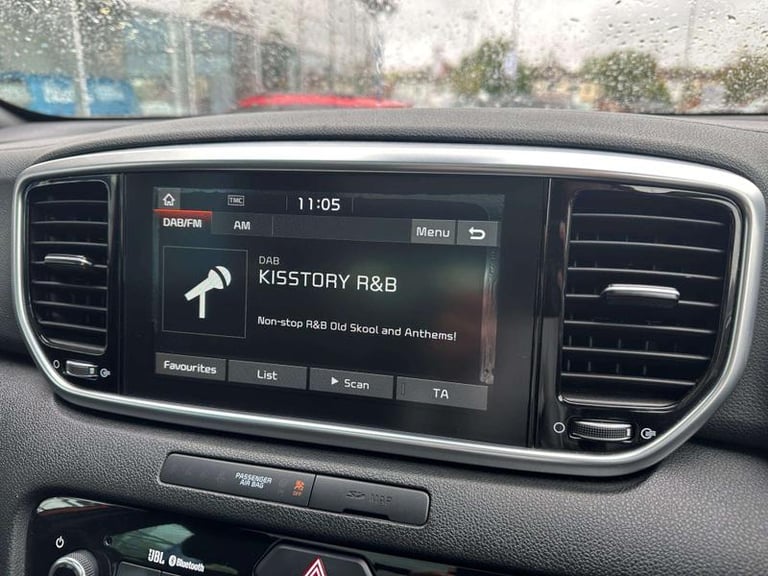 TMC
11:05
DAB/FM
AM
Menu
DAB
KISSTORY R&B
Non-stop R&B Old Skool and Anthems!
Favourites
List
Scan
TA
PASSENGER
AIR BAG
OFF
MAP
JBL Bluetooth